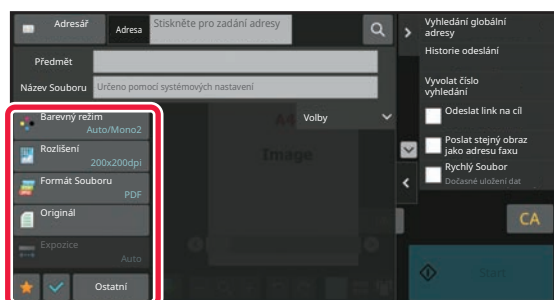 Adresář
Adresa
Stiskněte pro zadání adresy
Předmět
Název Souboru
Určeno pomocí systémových nastavení
Barevný režim
Auto/Mono2
Rozlišení
200x200dpi
Formát Souboru
PDF
Originál
Expozice
Auto
Ostatní
A4
Volby
Image
Vyhledání globální
adresy
Historie odeslání
Vyvolat číslo
vyhledání
Odeslat link na cíl
Poslat stejný obraz
jako adresu faxu
Rychlý Soubor
Dočasné uložení dat
CA
Start